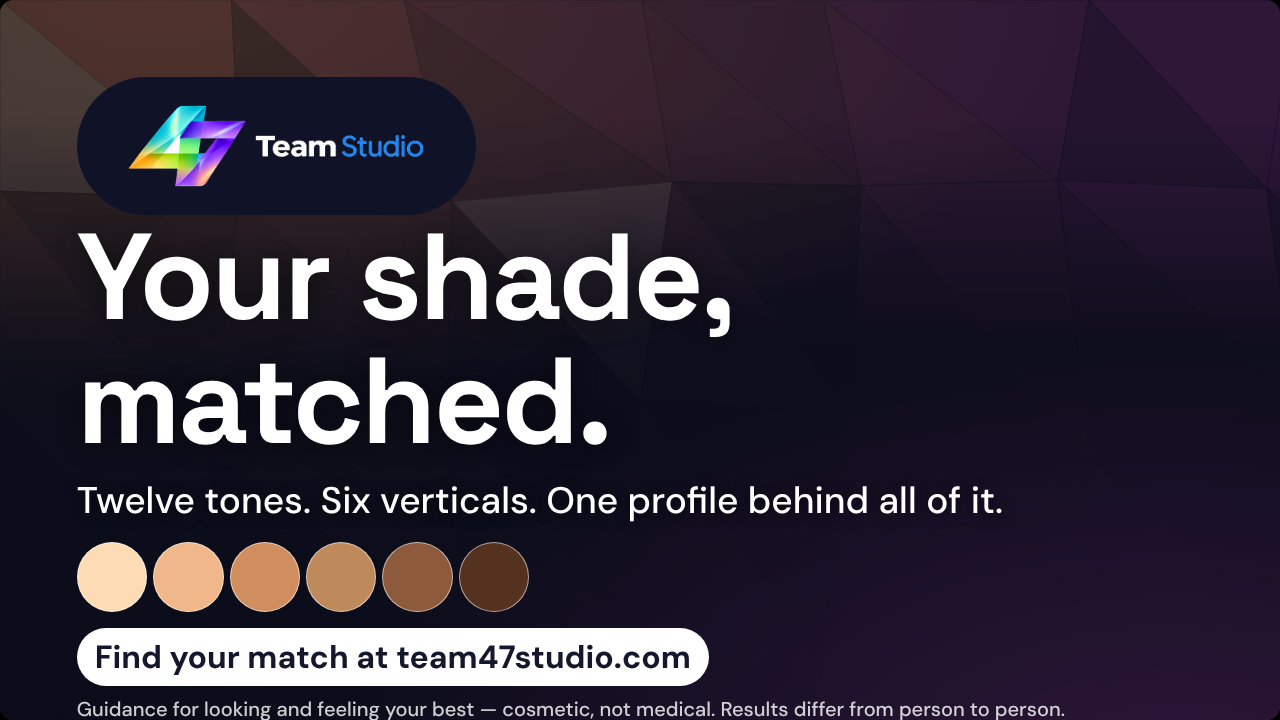 47 Team Studio
Your shade,
matched.
Twelve tones. Six verticals. One profile behind all of it.
Find your match at team47studio.com
Guidance for looking and feeling your best — cosmetic, not medical. Results differ from person to person.